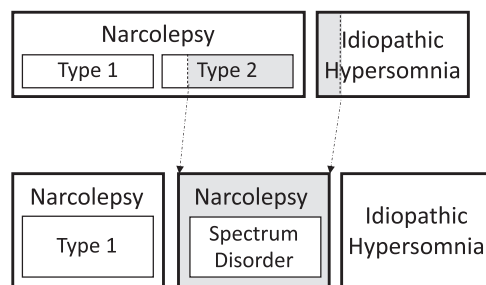 Narcolepsy
Type 1
Type 2
Idiopathic
Hypersomnia
Narcolepsy
Type 1
Narcolepsy
Spectrum
Disorder
Idiopathic
Hypersomnia